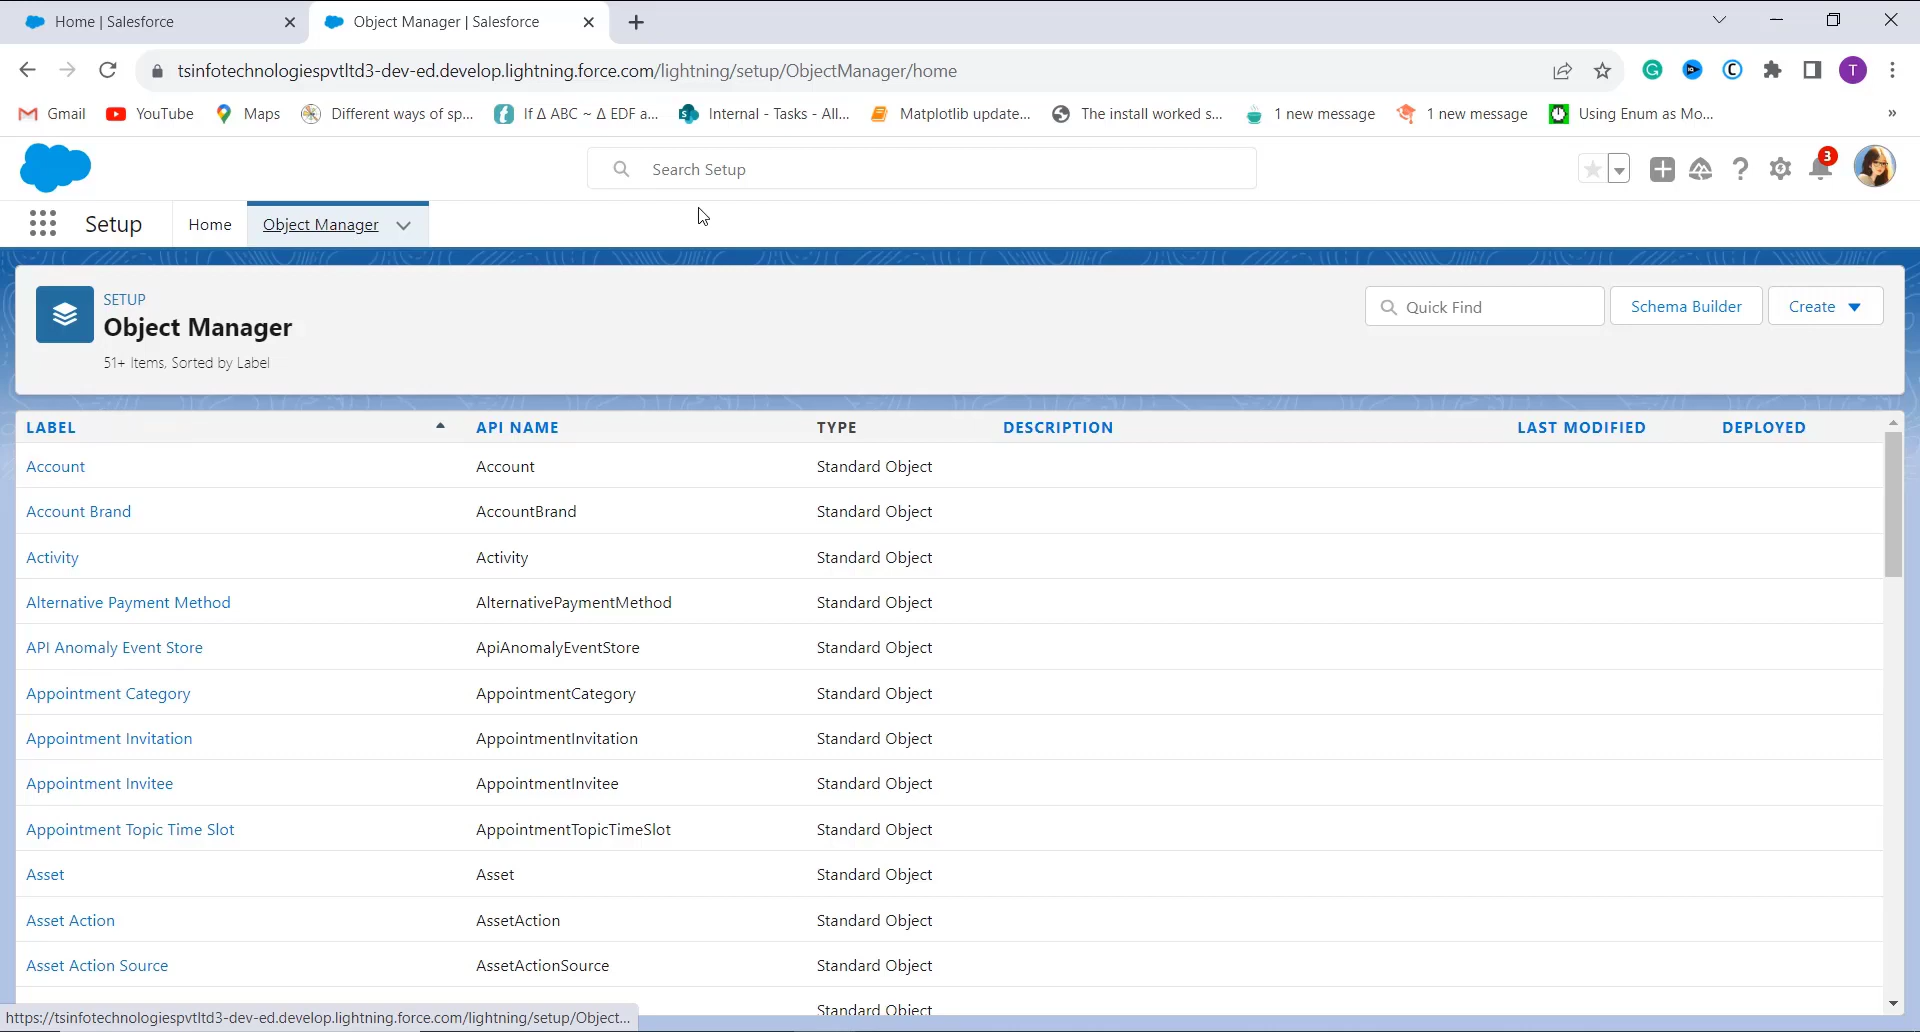 Home | Salesforce
Object Manager | Salesforce
tsinfotechnologiespvtltd3-dev-ed.develop.lightning.force.com/lightning/setup/ObjectManager/home
T
Gmail YouTube Maps Different ways of sp... If Δ ABC ~ Δ EDF a... Internal - Tasks - All... Matplotlib update... The install worked s... 1 new message 1 new message Using Enum as Mo... »
Search Setup
3
Setup Home Object Manager
SETUP
Object Manager
51+ Items, Sorted by Label
Quick Find
Schema Builder
Create
LABEL API NAME TYPE DESCRIPTION LAST MODIFIED DEPLOYED
Account Account Standard Object
Account Brand AccountBrand Standard Object
Activity Activity Standard Object
Alternative Payment Method AlternativePaymentMethod Standard Object
API Anomaly Event Store ApiAnomalyEventStore Standard Object
Appointment Category AppointmentCategory Standard Object
Appointment Invitation AppointmentInvitation Standard Object
Appointment Invitee AppointmentInvitee Standard Object
Appointment Topic Time Slot AppointmentTopicTimeSlot Standard Object
Asset Asset Standard Object
Asset Action AssetAction Standard Object
Asset Action Source AssetActionSource Standard Object
Standard Object
https://tsinfotechnologiespvtltd3-dev-ed.develop.lightning.force.com/lightning/setup/Object...